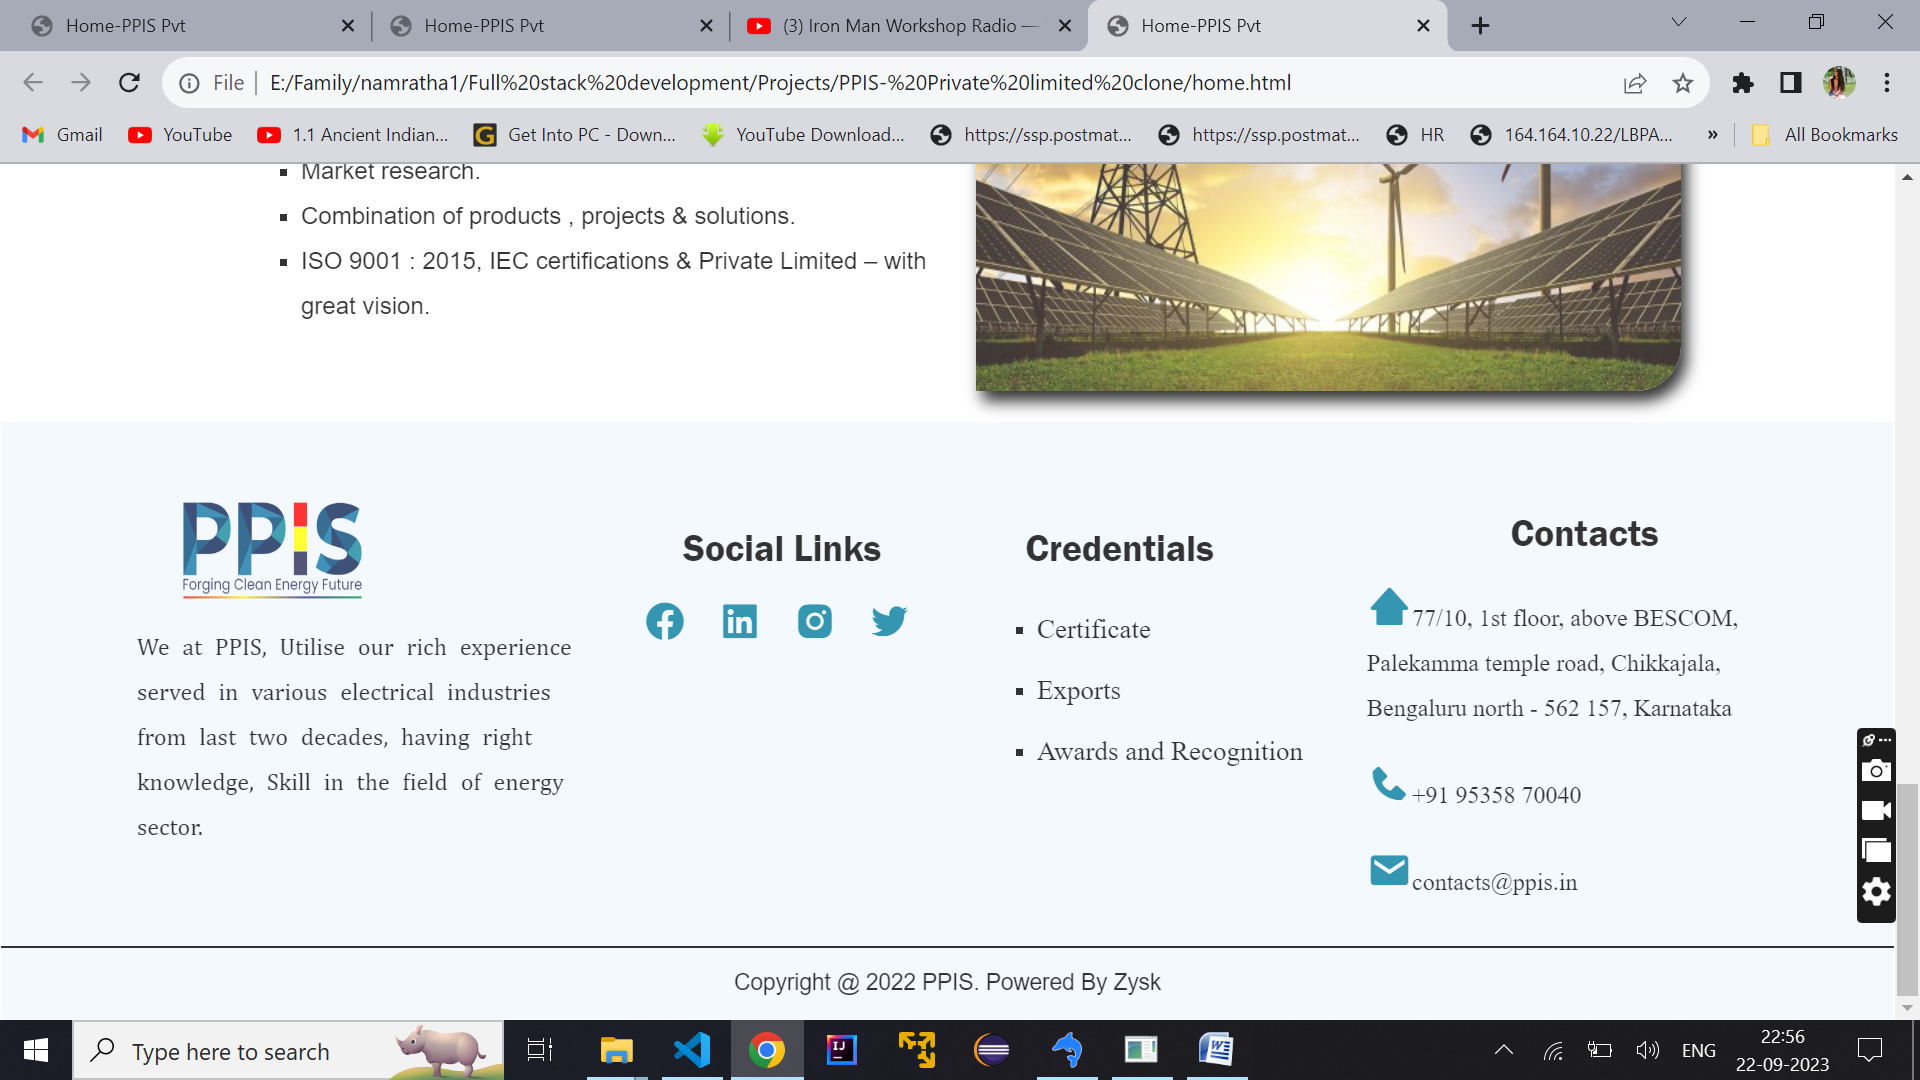 Home-PPIS Pvt
Home-PPIS Pvt
(3) Iron Man Workshop Radio —
Home-PPIS Pvt
File
E:/Family/namratha1/Full%20stack%20development/Projects/PPIS-%20Private%20limited%20clone/home.html
Gmail
YouTube
1.1 Ancient Indian...
Get Into PC - Down...
YouTube Download...
https://ssp.postmat...
https://ssp.postmat...
HR
164.164.10.22/LBPA...
»
All Bookmarks
Market research.
Combination of products , projects & solutions.
ISO 9001 : 2015, IEC certifications & Private Limited – with
great vision.
PPIS
Forging Clean Energy Future
We at PPIS, Utilise our rich experience
served in various electrical industries
from last two decades, having right
knowledge, Skill in the field of energy
sector.
Social Links
Credentials
Certificate
Exports
Awards and Recognition
Contacts
77/10, 1st floor, above BESCOM,
Palekamma temple road, Chikkajala,
Bengaluru north - 562 157, Karnataka
+91 95358 70040
contacts@ppis.in
Copyright @ 2022 PPIS. Powered By Zysk
Type here to search
ENG
22:56
22-09-2023